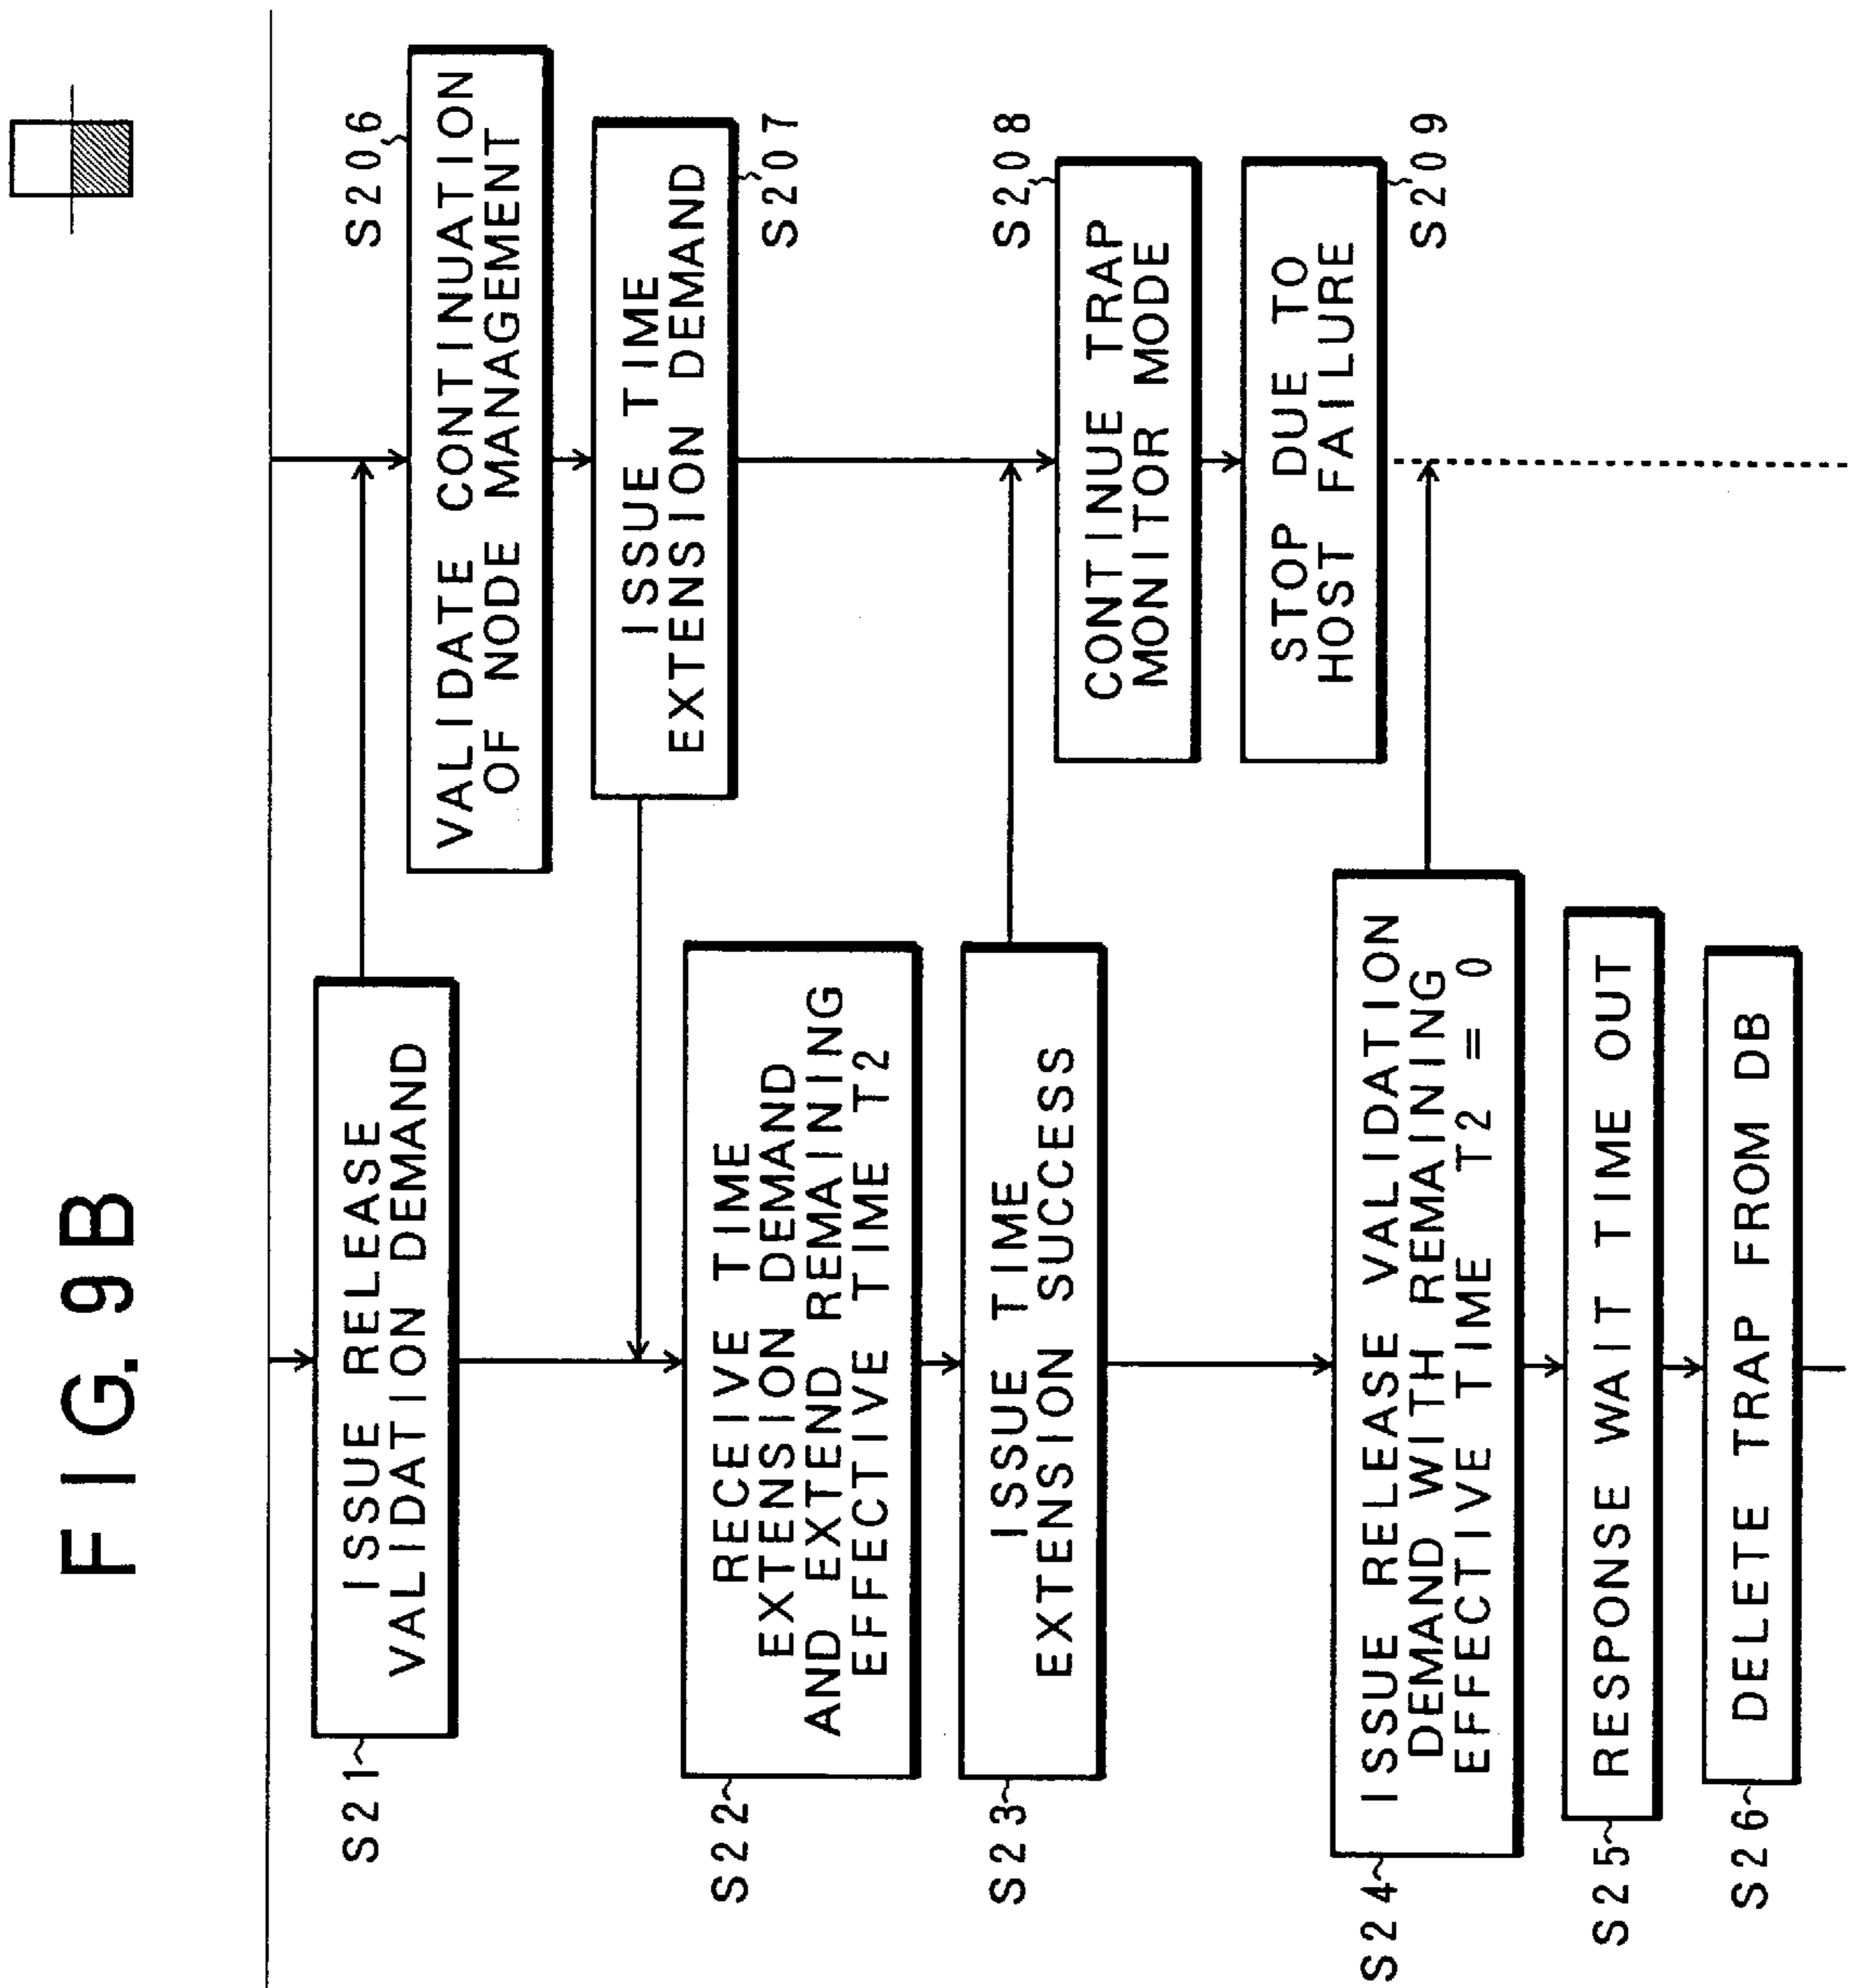 FIG. 9B
S21
ISSUE RELEASE
VALIDATION DEMAND
S206
VALIDATE CONTINUATION
OF NODE MANAGEMENT
ISSUE TIME
EXTENSION DEMAND
S207
S22
RECEIVE TIME
EXTENSION DEMAND
AND EXTEND REMAINING
EFFECTIVE TIME T2
S23
ISSUE TIME
EXTENSION SUCCESS
S208
CONTINUE TRAP
MONITOR MODE
STOP DUE TO
HOST FAILURE
S209
S24
ISSUE RELEASE VALIDATION
DEMAND WITH REMAINING
EFFECTIVE TIME T2 = 0
S25
RESPONSE WAIT TIME OUT
S26
DELETE TRAP FROM DB